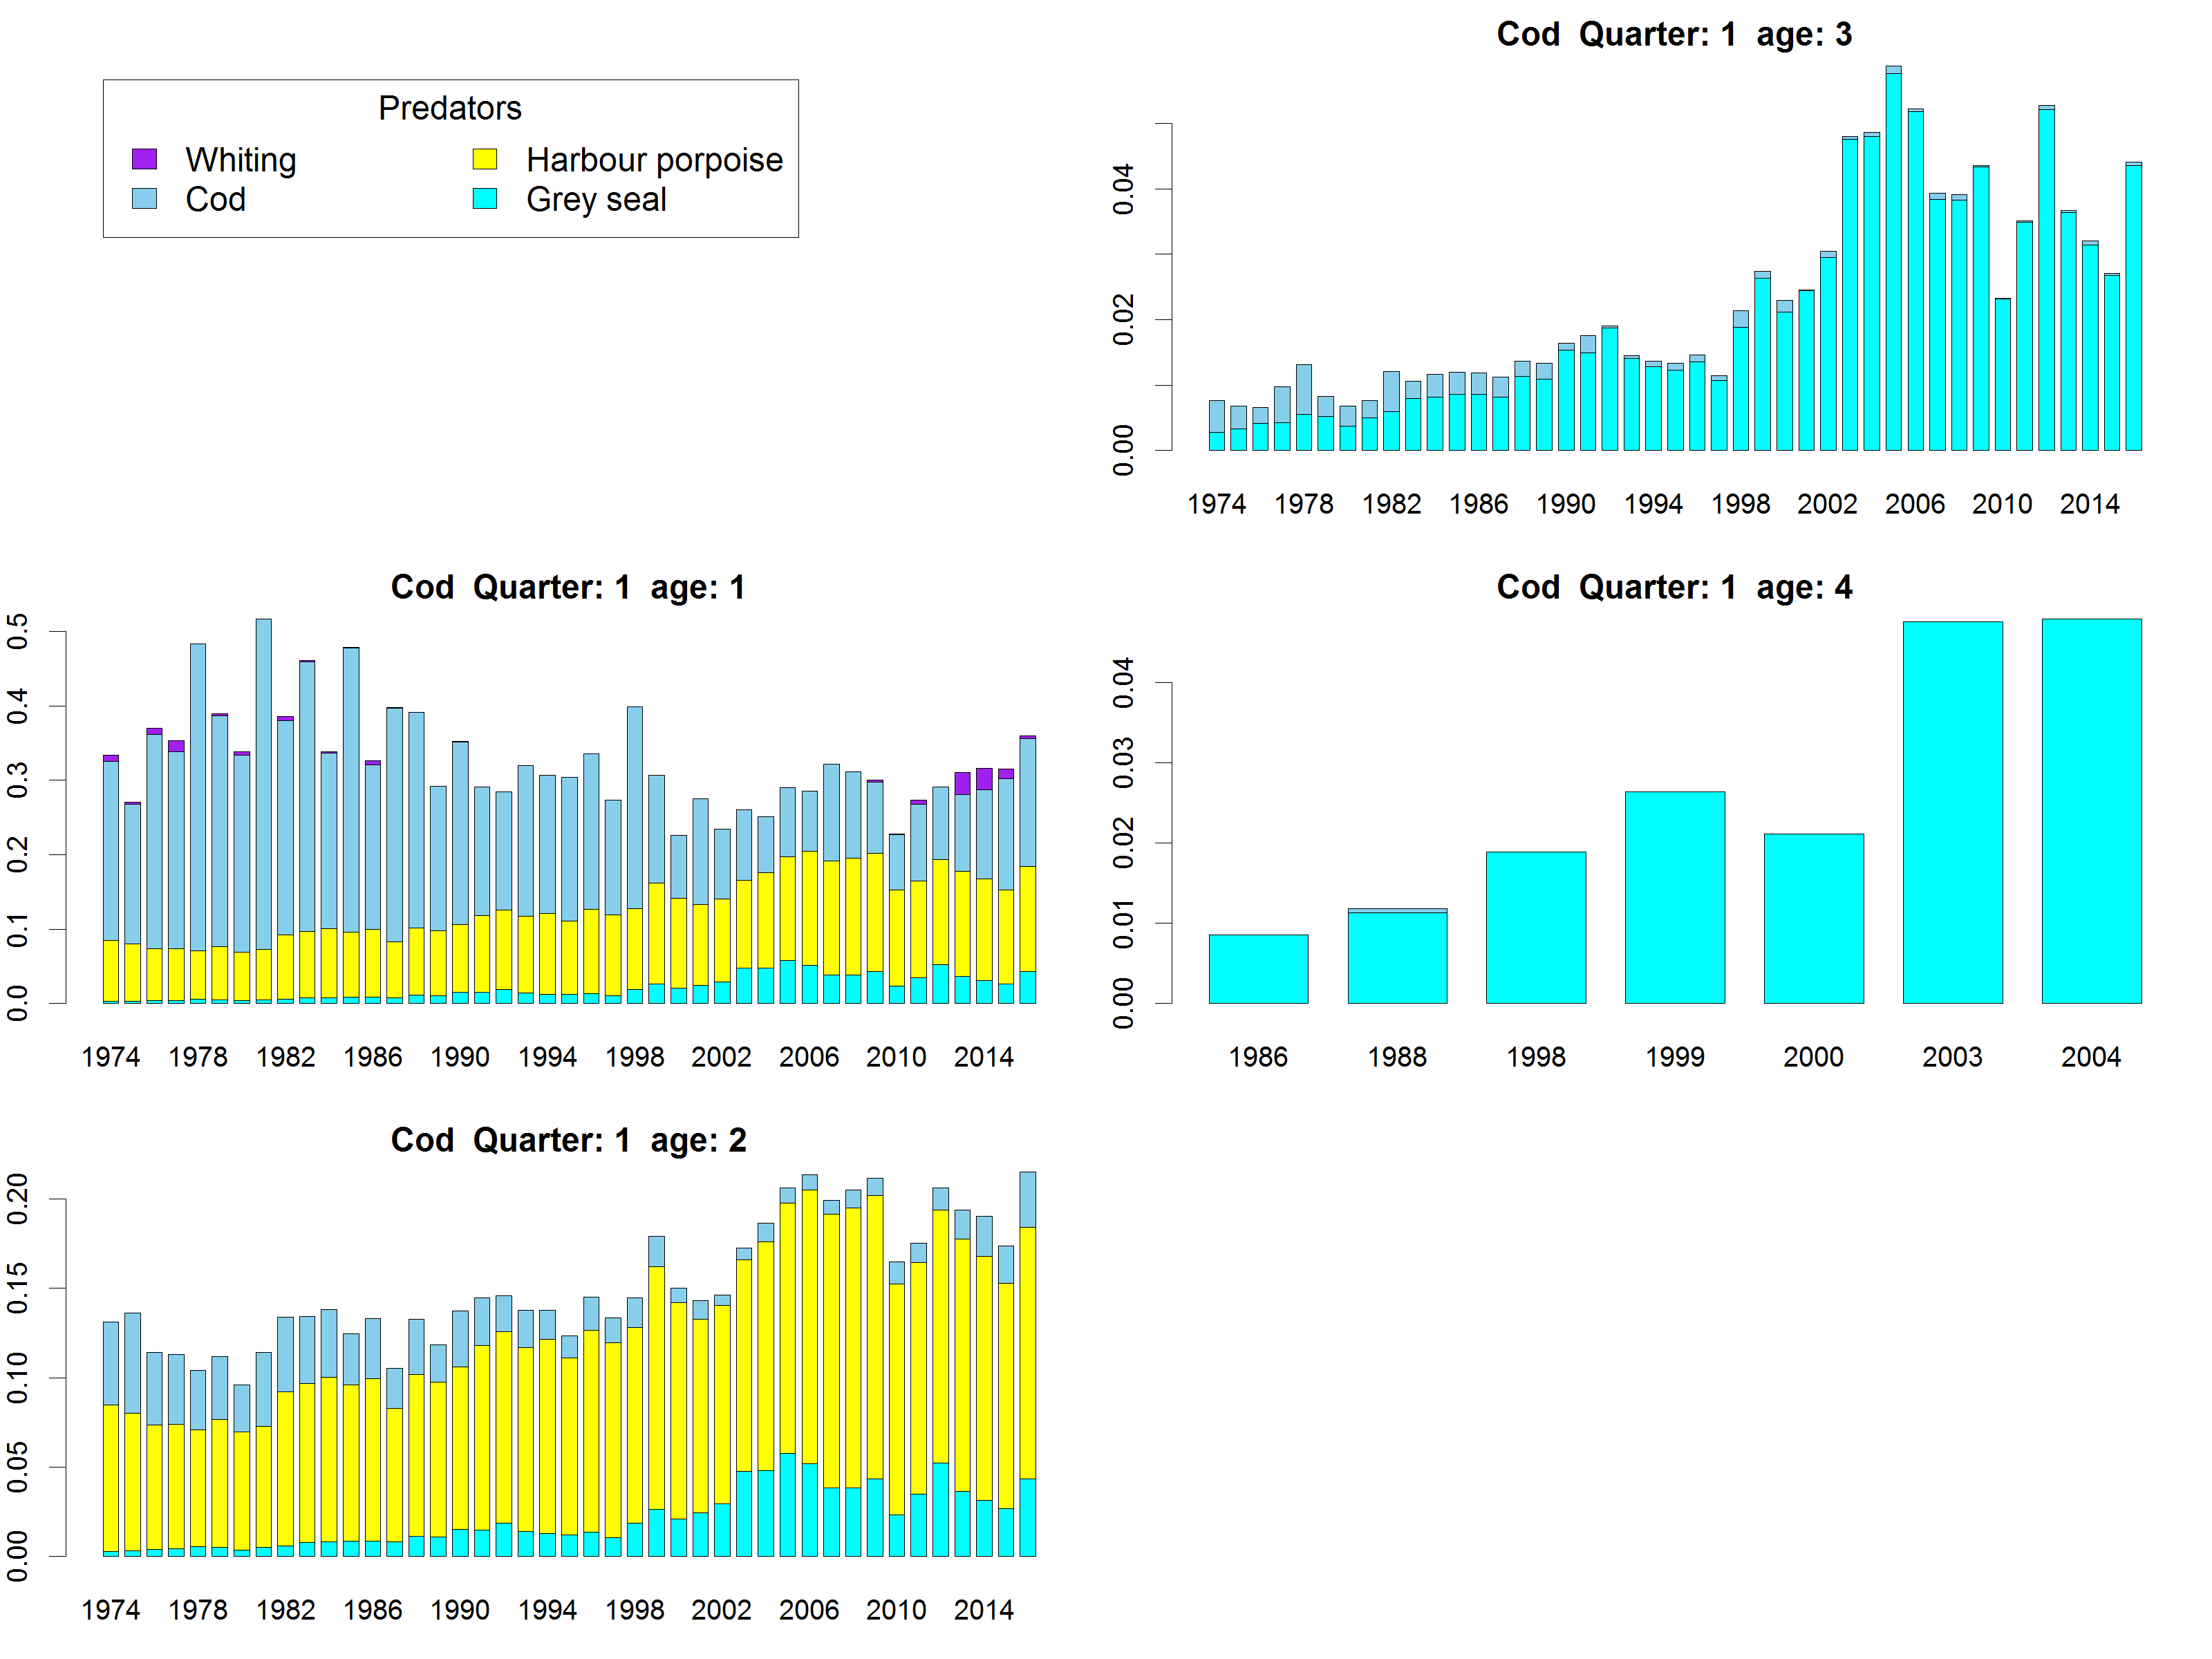 Predators
Whiting Harbour porpoise
Cod Grey seal
Cod Quarter: 1 age: 3
0.00 0.02 0.04
1974 1978 1982 1986 1990 1994 1998 2002 2006 2010 2014
Cod Quarter: 1 age: 1
0.0 0.1 0.2 0.3 0.4 0.5
1974 1978 1982 1986 1990 1994 1998 2002 2006 2010 2014
Cod Quarter: 1 age: 4
0.00 0.01 0.02 0.03 0.04
1986 1988 1998 1999 2000 2003 2004
Cod Quarter: 1 age: 2
0.00 0.05 0.10 0.15 0.20
1974 1978 1982 1986 1990 1994 1998 2002 2006 2010 2014